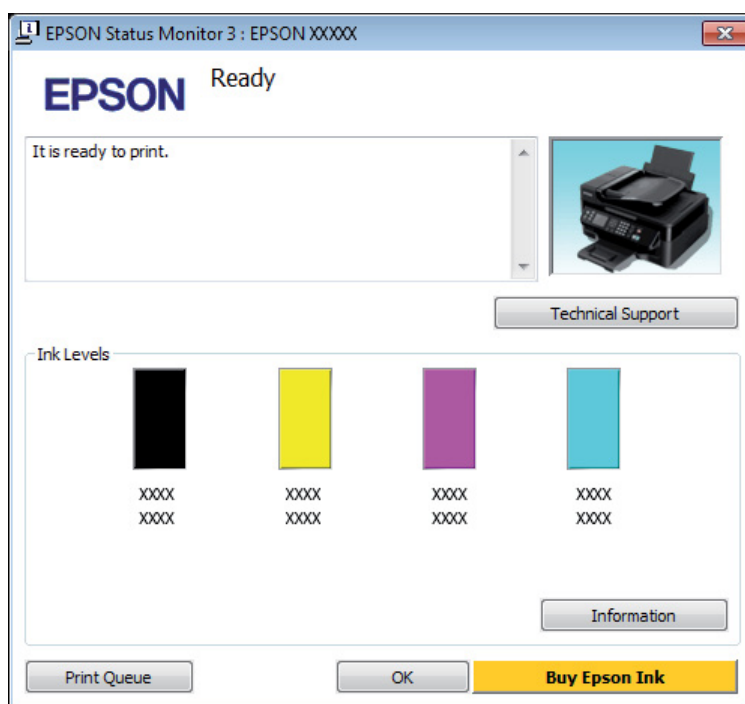 EPSON Status Monitor 3 : EPSON XXXXX
EPSON
Ready
It is ready to print.
Technical Support
Ink Levels
XXXX XXXX XXXX XXXX
XXXX XXXX XXXX XXXX
Information
Print Queue OK Buy Epson Ink